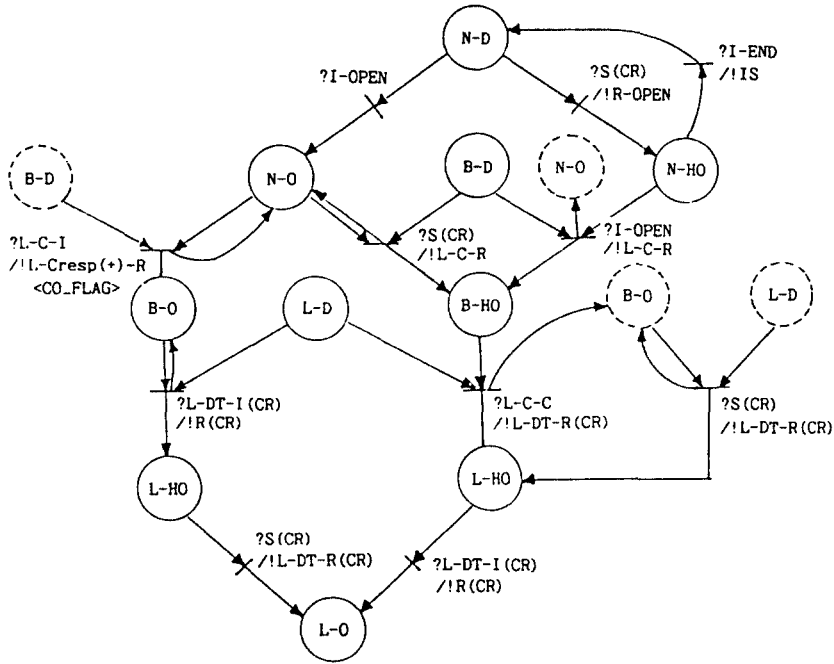 N-D
?I-OPEN
?S(CR)
/!R-OPEN
?I-END
/!IS
B-D
N-O
B-D
N-O
N-HO
?L-C-I
/!L-Cresp(+)-R
<CO_FLAG>
?S(CR)
/!L-C-R
?I-OPEN
/!L-C-R
B-O
L-D
B-HO
B-O
L-D
?L-DT-I(CR)
/!R(CR)
?L-C-C
/!L-DT-R(CR)
?S(CR)
/!L-DT-R(CR)
L-HO
L-HO
?S(CR)
/!L-DT-R(CR)
?L-DT-I(CR)
/!R(CR)
L-O